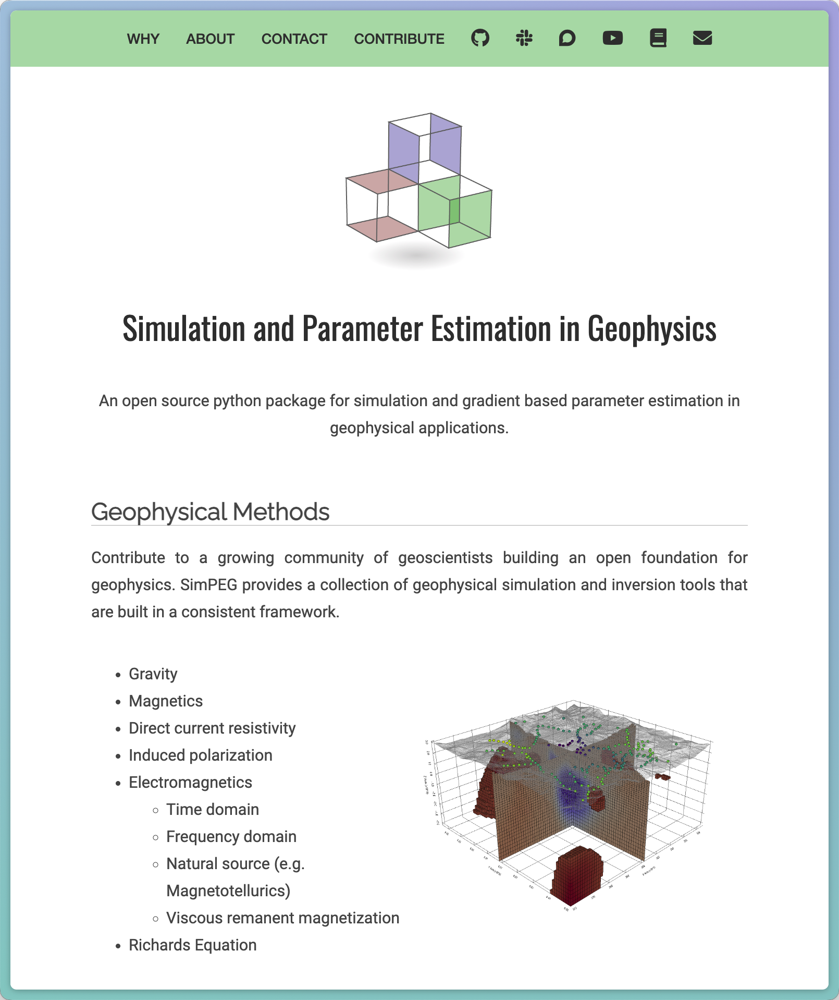 WHY ABOUT CONTACT CONTRIBUTE
Simulation and Parameter Estimation in Geophysics
An open source python package for simulation and gradient based parameter estimation in
geophysical applications.
Geophysical Methods
Contribute to a growing community of geoscientists building an open foundation for
geophysics. SimPEG provides a collection of geophysical simulation and inversion tools that
are built in a consistent framework.
• Gravity
• Magnetics
• Direct current resistivity
• Induced polarization
• Electromagnetics
◦ Time domain
◦ Frequency domain
◦ Natural source (e.g.
Magnetotellurics)
◦ Viscous remanent magnetization
• Richards Equation